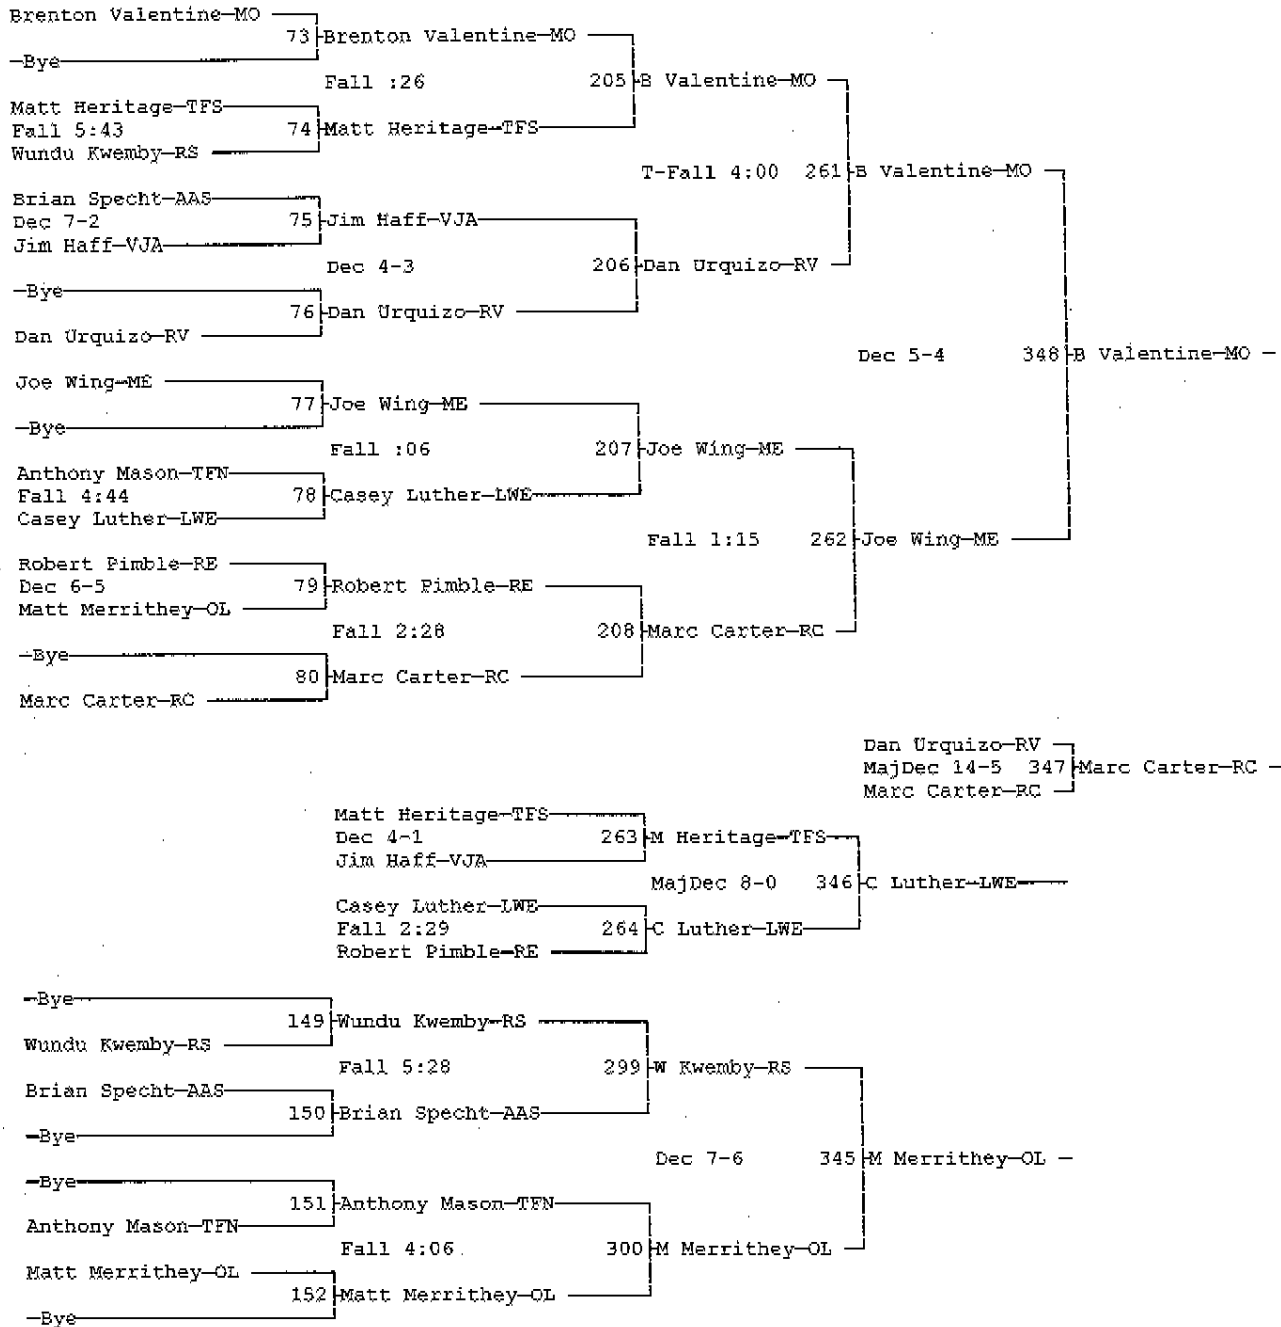 Brenton Valentine-MO
73 Brenton Valentine-MO
-Bye
Fall :26 205 B Valentine-MO
Matt Heritage-TFS
Fall 5:43 74 Matt Heritage-TFS
Wundu Kwemby-RS
T-Fall 4:00 261 B Valentine-MO
Brian Specht-AAS
Dec 7-2 75 Jim Haff-VJA
Jim Haff-VJA
Dec 4-3 206 Dan Urquizo-RV
-Bye
76 Dan Urquizo-RV
Dan Urquizo-RV
Dec 5-4 348 B Valentine-MO
Joe Wing-ME
77 Joe Wing-ME
-Bye
Fall :06 207 Joe Wing-ME
Anthony Mason-TFN
Fall 4:44 78 Casey Luther-LWE
Casey Luther-LWE
Fall 1:15 262 Joe Wing-ME
Robert Pimble-RE
Dec 6-5 79 Robert Pimble-RE
Matt Merrithey-OL
Fall 2:28 208 Marc Carter-RC
-Bye
80 Marc Carter-RC
Marc Carter-RC
Dan Urquizo-RV
MajDec 14-5 347 Marc Carter-RC
Marc Carter-RC
Matt Heritage-TFS
Dec 4-1 263 M Heritage-TFS
Jim Haff-VJA
MajDec 8-0 346 C Luther-LWE
Casey Luther-LWE
Fall 2:29 264 C Luther-LWE
Robert Pimble-RE
-Bye
149 Wundu Kwemby-RS
Wundu Kwemby-RS
Fall 5:28 299 W Kwemby-RS
Brian Specht-AAS
150 Brian Specht-AAS
-Bye
Dec 7-6 345 M Merrithey-OL
-Bye
151 Anthony Mason-TFN
Anthony Mason-TFN
Fall 4:06 300 M Merrithey-OL
Matt Merrithey-OL
152 Matt Merrithey-OL
-Bye